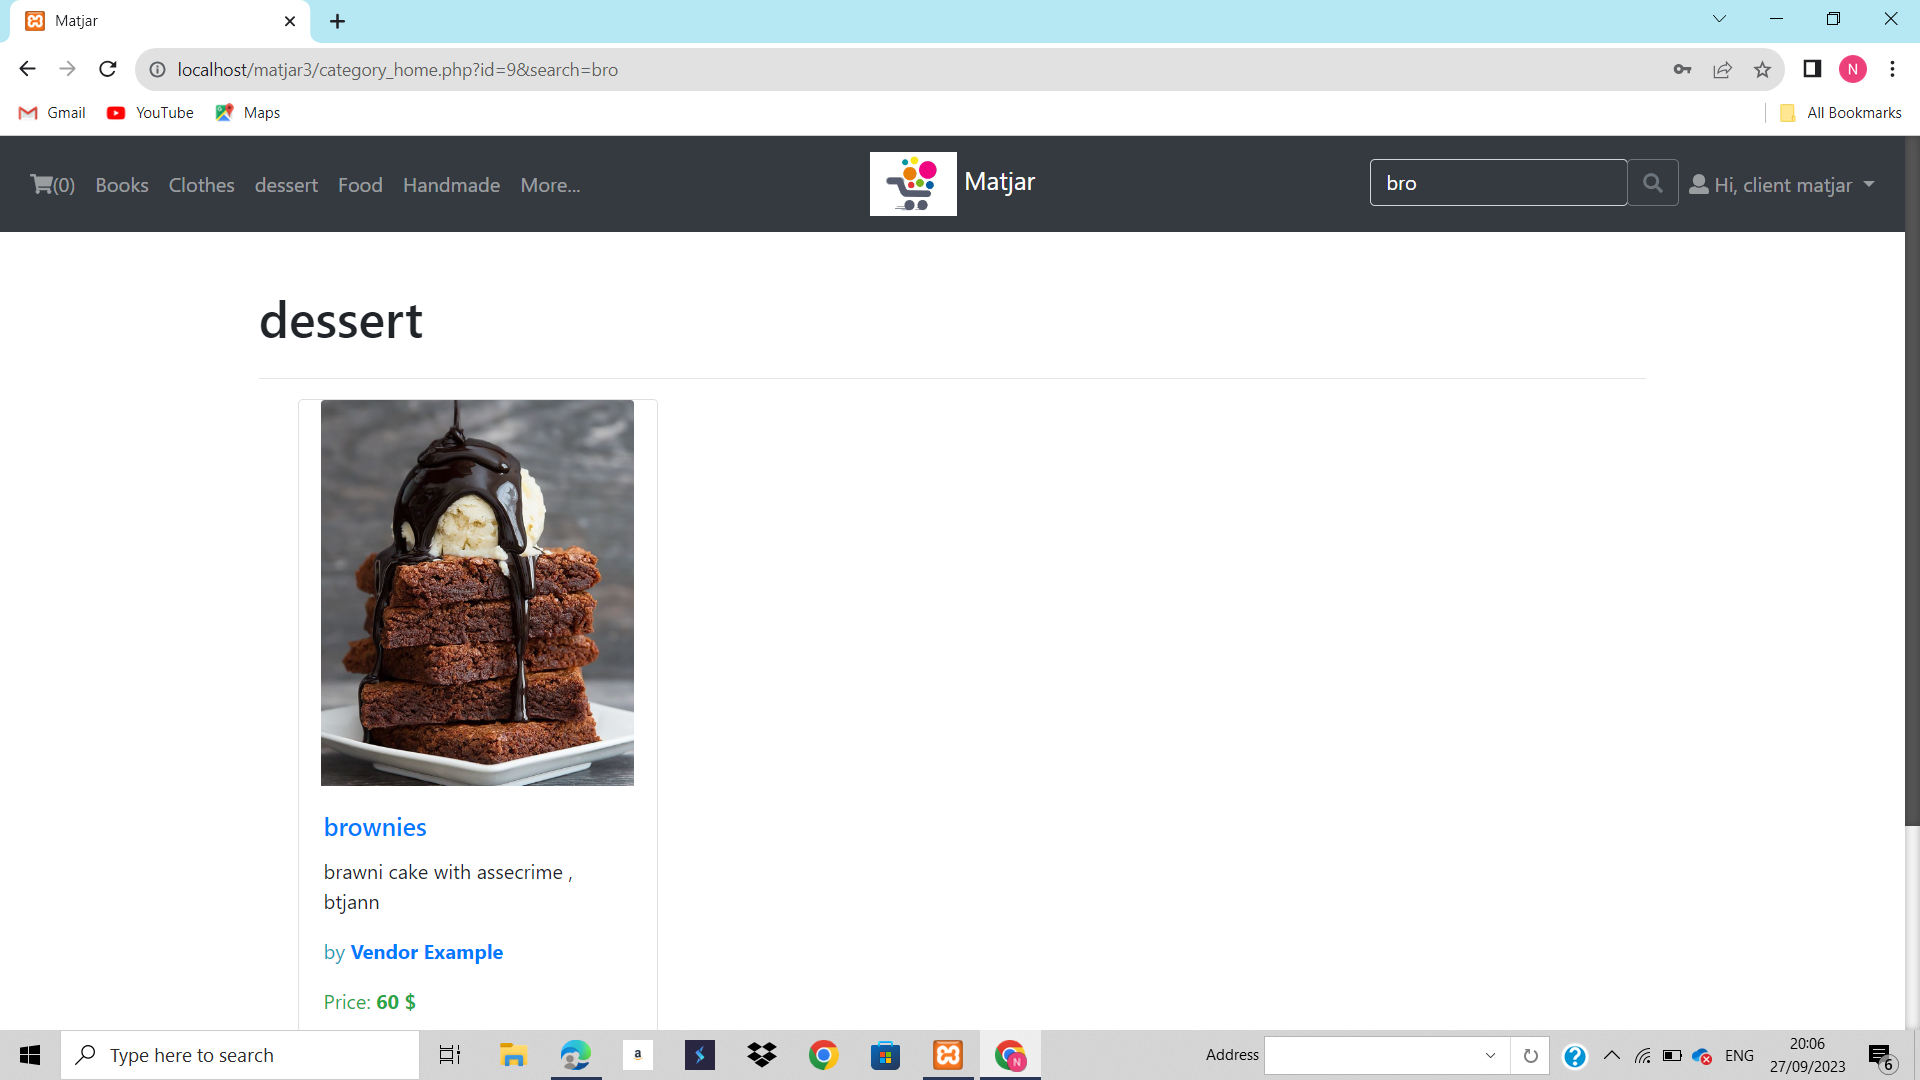 Matjar
localhost/matjar3/category_home.php?id=9&search=bro
N
Gmail YouTube Maps All Bookmarks
(0) Books Clothes dessert Food Handmade More... Matjar bro Hi, client matjar
dessert
brownies
brawni cake with assecrime ,
btjann
by Vendor Example
Price: 60 $
Type here to search a N Address ENG 20:06
27/09/2023 6